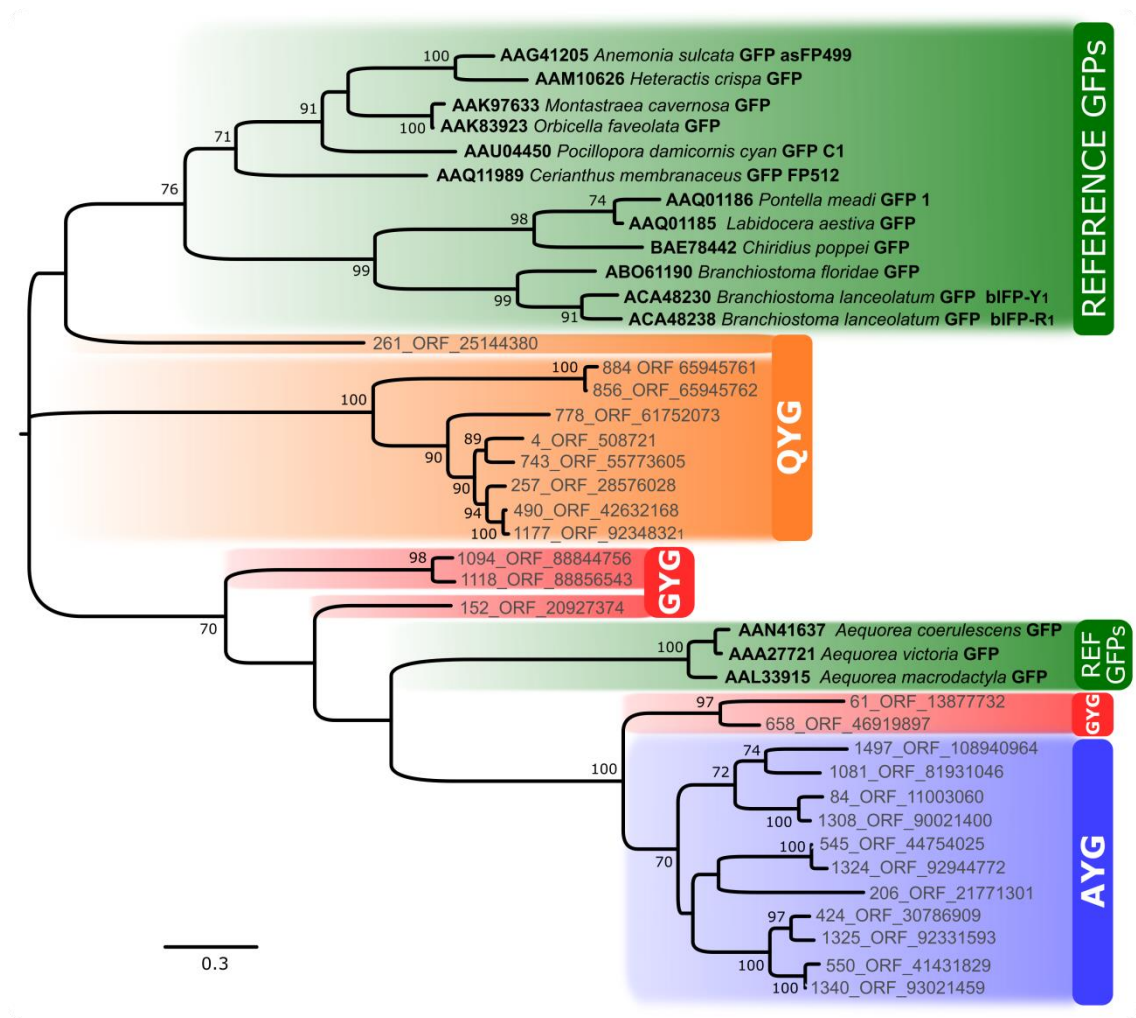 100
AAG41205 Anemonia sulcata GFP asFP499
AAM10626 Heteractis crispa GFP
91
AAK97633 Montastraea cavernosa GFP
100
AAK83923 Orbicella faveolata GFP
71
AAU04450 Pocillopora damicornis cyan GFP C1
AAQ11989 Cerianthus membranaceus GFP FP512
76
74
AAQ01186 Pontella meadi GFP 1
98
AAQ01185 Labidocera aestiva GFP
BAE78442 Chiridius poppei GFP
99
ABO61190 Branchiostoma floridae GFP
99
ACA48230 Branchiostoma lanceolatum GFP blFP-Y1
91
ACA48238 Branchiostoma lanceolatum GFP blFP-R1
REFERENCE GFPs
261_ORF_25144380
100
884 ORF 65945761
856_ORF_65945762
100
778_ORF_61752073
89
4_ORF_508721
90
743_ORF_55773605
90
257_ORF_28576028
94
490_ORF_42632168
100
1177_ORF_92348321
QYG
98
1094_ORF_88844756
1118_ORF_88856543
GYG
152_ORF_20927374
70
AAN41637 Aequorea coerulescens GFP
100
AAA27721 Aequorea victoria GFP
AAL33915 Aequorea macrodactyla GFP
REF
GFPs
97
61_ORF_13877732
658_ORF_46919897
GYG
100
74
1497_ORF_108940964
72
1081_ORF_81931046
84_ORF_11003060
100
1308_ORF_90021400
70
100
545_ORF_44754025
1324_ORF_92944772
206_ORF_21771301
97
424_ORF_30786909
1325_ORF_92331593
100
550_ORF_41431829
100
1340_ORF_93021459
AYG
0.3